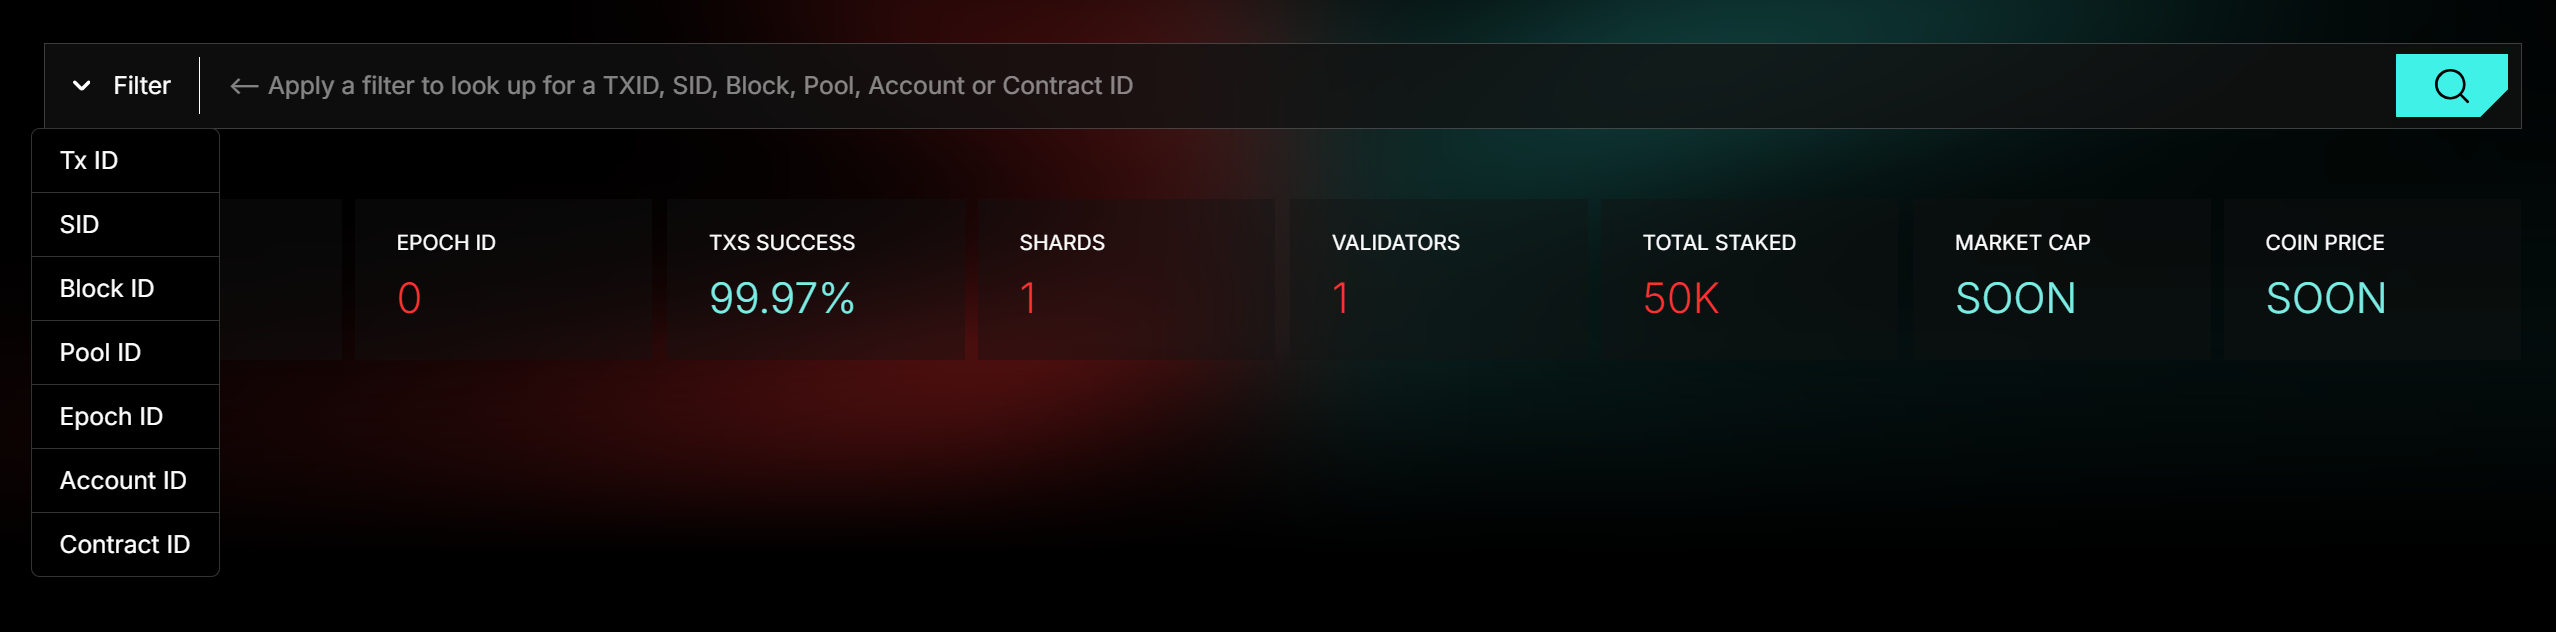 Filter
← Apply a filter to look up for a TXID, SID, Block, Pool, Account or Contract ID
Tx ID
SID
Block ID
Pool ID
Epoch ID
Account ID
Contract ID
EPOCH ID
0
TXS SUCCESS
99.97%
SHARDS
1
VALIDATORS
1
TOTAL STAKED
50K
MARKET CAP
SOON
COIN PRICE
SOON